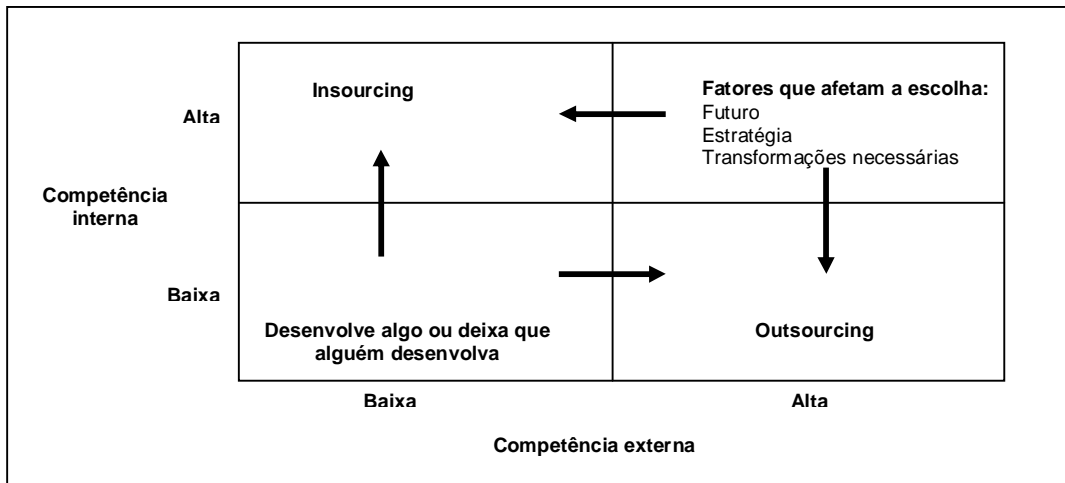 Insourcing
Fatores que afetam a escolha:
Futuro
Estratégia
Transformações necessárias
Alta
Competência
interna
Baixa
Desenvolve algo ou deixa que
alguém desenvolva
Outsourcing
Baixa
Alta
Competência externa